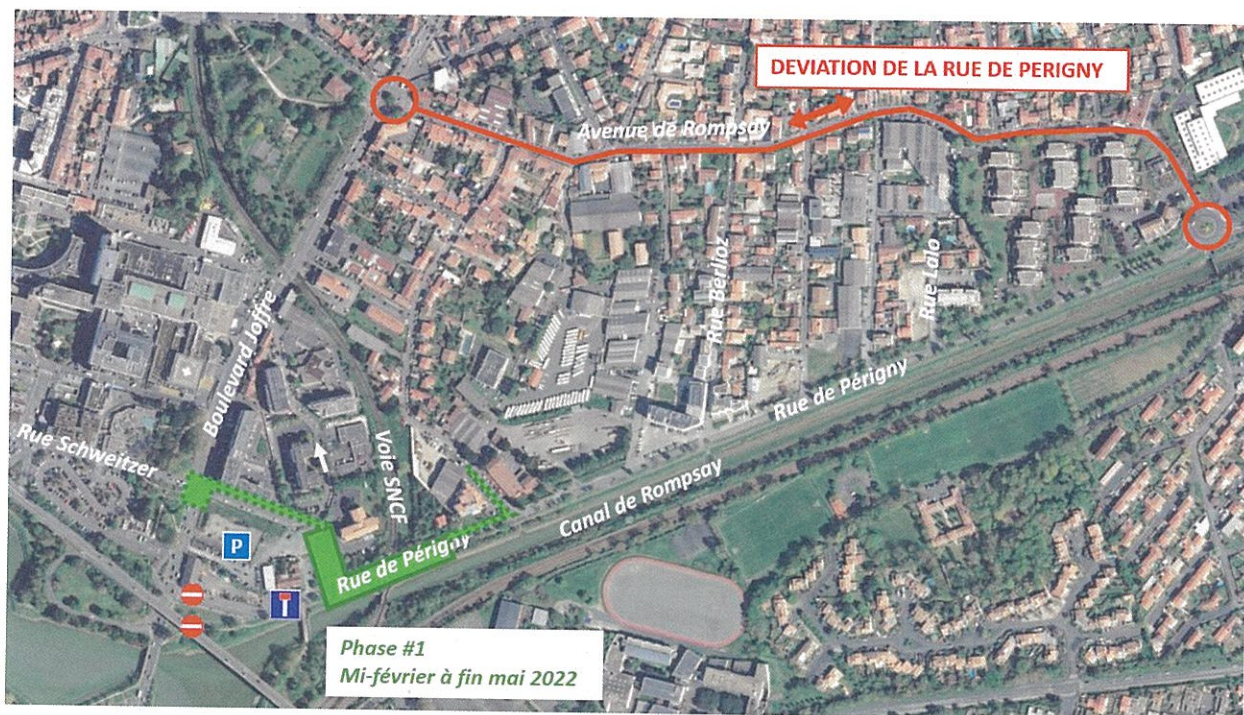 DEVIATION DE LA RUE DE PERIGNY
Avenue de Rompsay
Rue Berlioz
Rue Lalo
Boulevard Joffre
Rue de Périgny
Rue Schweitzer
Voie SNCF
Canal de Rompsay
P
Rue de Périgny
Phase #1
Mi-février à fin mai 2022